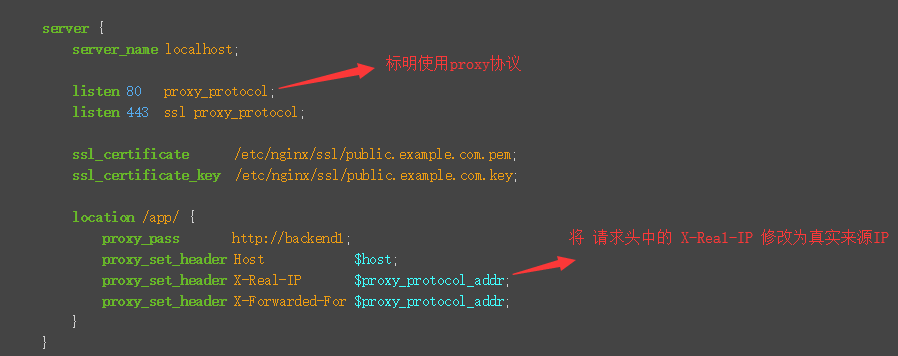 server {
server_name localhost;
标明使用proxy协议
listen 80 proxy_protocol;
listen 443 ssl proxy_protocol;
ssl_certificate /etc/nginx/ssl/public.example.com.pem;
ssl_certificate_key /etc/nginx/ssl/public.example.com.key;
location /app/ {
proxy_pass http://backend1;
将 请求头中的 X-Real-IP 修改为真实来源IP
proxy_set_header Host $host;
proxy_set_header X-Real-IP $proxy_protocol_addr;
proxy_set_header X-Forwarded-For $proxy_protocol_addr;
}
}